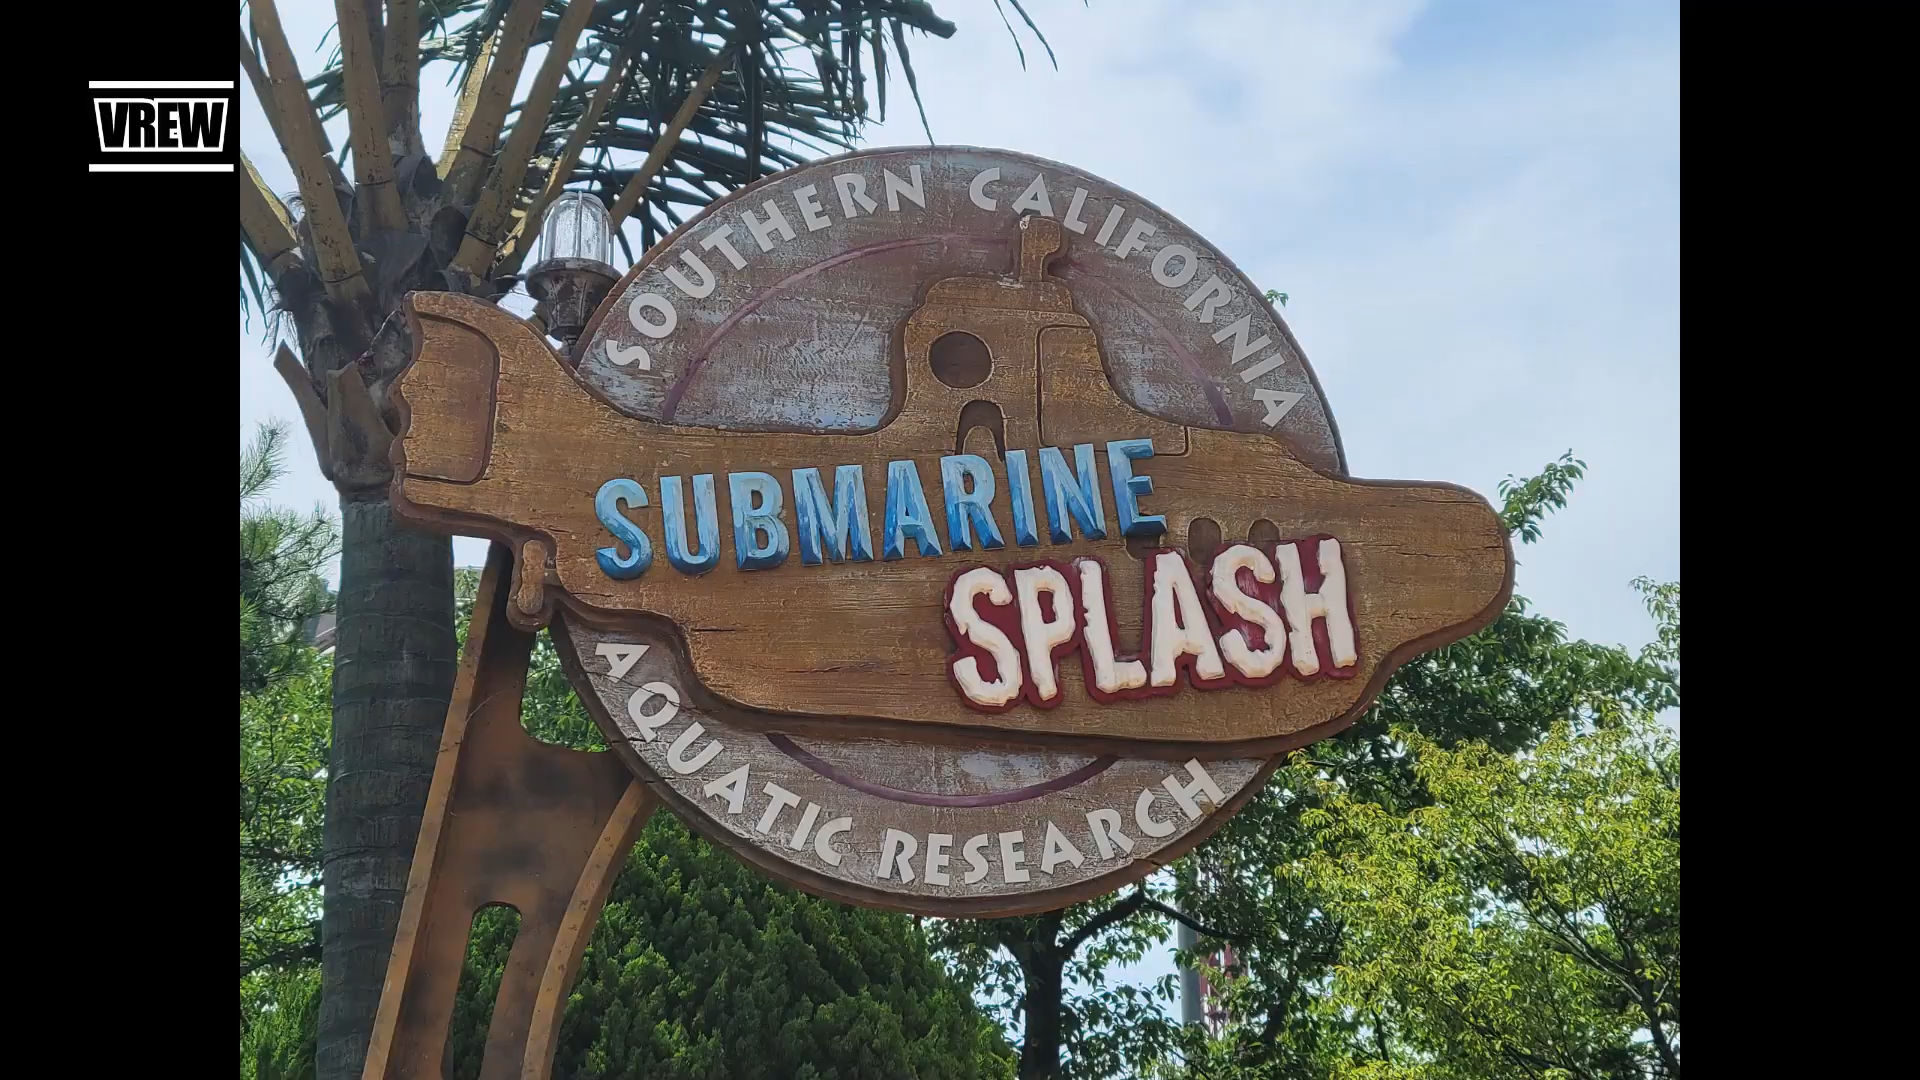 VREW
SOUTHERN CALIFORNIA
SUBMARINE
SPLASH
AQUATIC RESEARCH